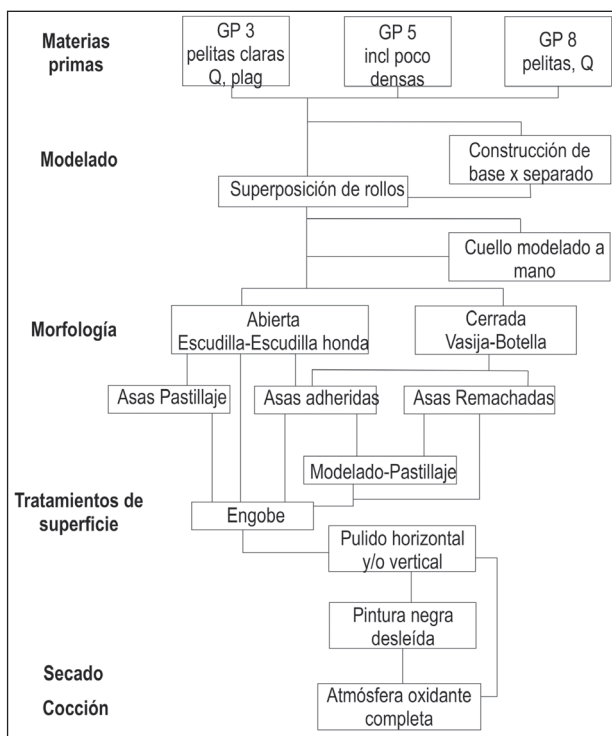 Materias
primas
GP 3
pelitas claras
Q, plag
GP 5
incl poco
densas
GP 8
pelitas, Q
Modelado
Construcción de
base x separado
Superposición de rollos
Cuello modelado a
mano
Morfología
Abierta
Escudilla-Escudilla honda
Cerrada
Vasija-Botella
Asas Pastillaje
Asas adheridas
Asas Remachadas
Modelado-Pastillaje
Tratamientos de
superficie
Engobe
Pulido horizontal
y/o vertical
Pintura negra
desleída
Secado
Cocción
Atmósfera oxidante
completa